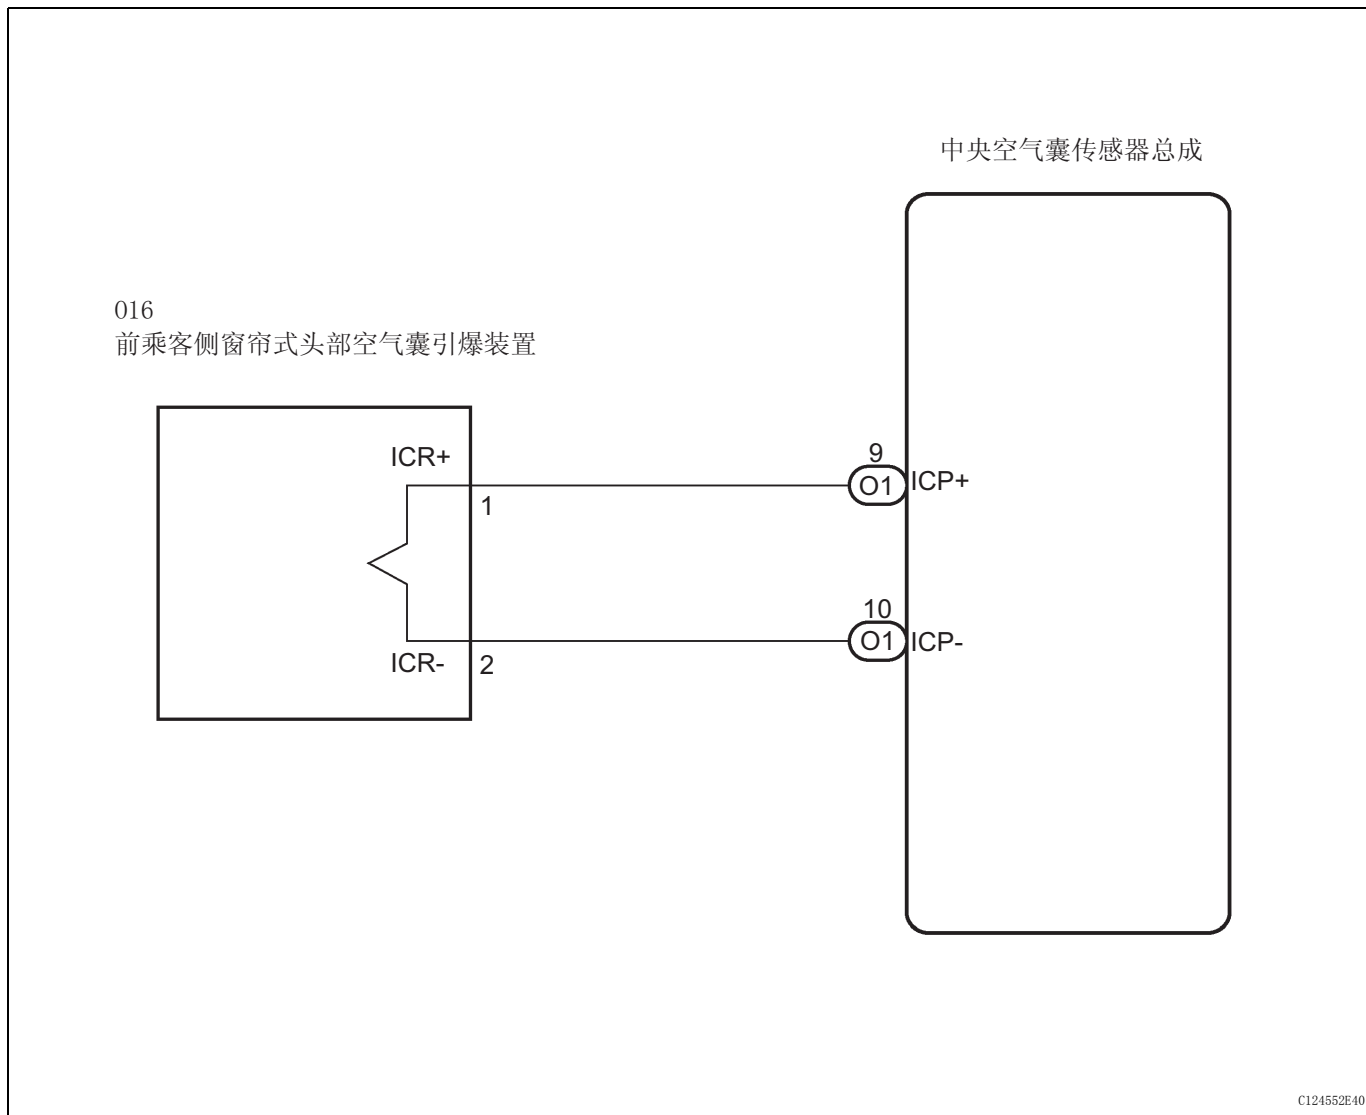 中央空气囊传感器总成
016
前乘客侧窗帘式头部空气囊引爆装置
ICR+
1
9
O1
ICP+
10
O1
ICP-
ICR-
2
C124552E40